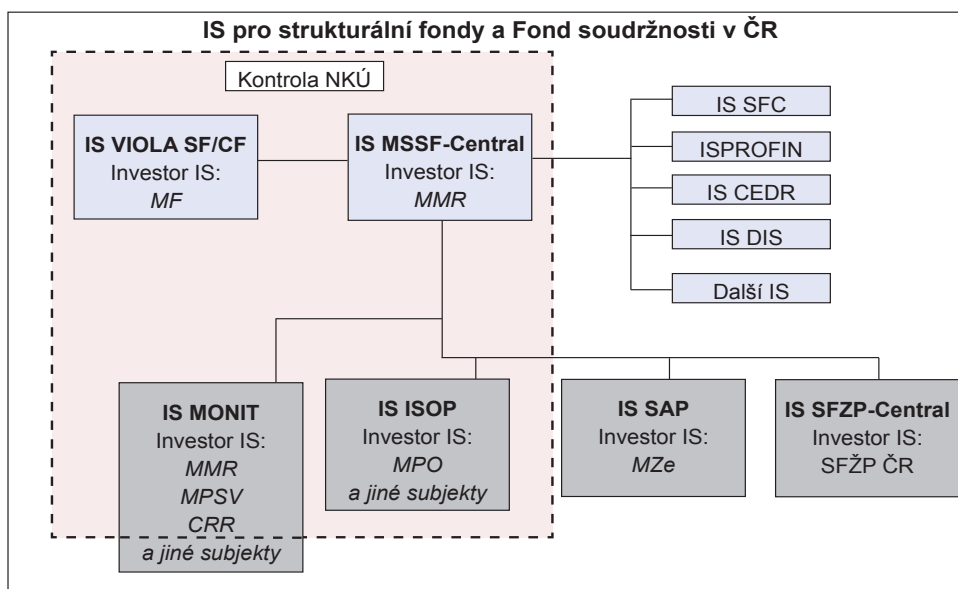 IS pro strukturální fondy a Fond soudržnosti v ČR
Kontrola NKÚ
IS VIOLA SF/CF
Investor IS:
MF
IS MSSF-Central
Investor IS:
MMR
IS SFC
ISPROFIN
IS CEDR
IS DIS
Další IS
IS MONIT
Investor IS:
MMR
MPSV
CRR
a jiné subjekty
IS ISOP
Investor IS:
MPO
a jiné subjekty
IS SAP
Investor IS:
MZe
IS SFZP-Central
Investor IS:
SFŽP ČR